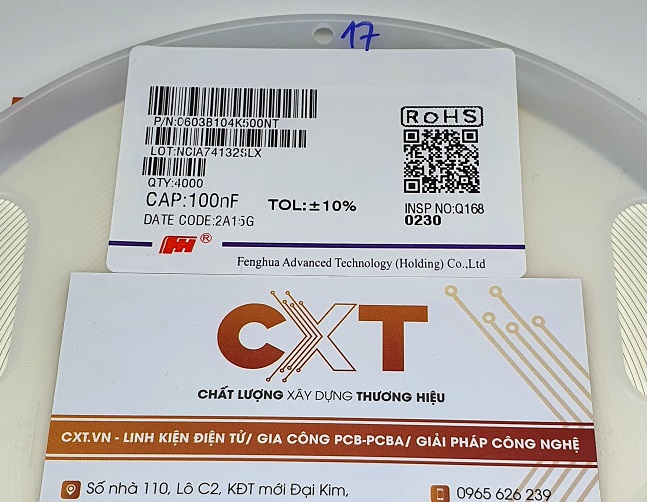 17
P/N:0603B104K500NT
RoHS
LOT:NCIA74132SLX
QTY:4000
CAP:100nF TOL:±10%
DATE CODE:2A15G
INSP NO:Q168
0230
FH ®
Fenghua Advanced Technology (Holding) Co.,Ltd
CXT
CHẤT LƯỢNG XÂY DỰNG THƯƠNG HIỆU
CXT.VN - LINH KIỆN ĐIỆN TỬ/ GIA CÔNG PCB-PCBA/ GIẢI PHÁP CÔNG NGHỆ
Số nhà 110, Lô C2, KĐT mới Đại Kim,
0965 626 239